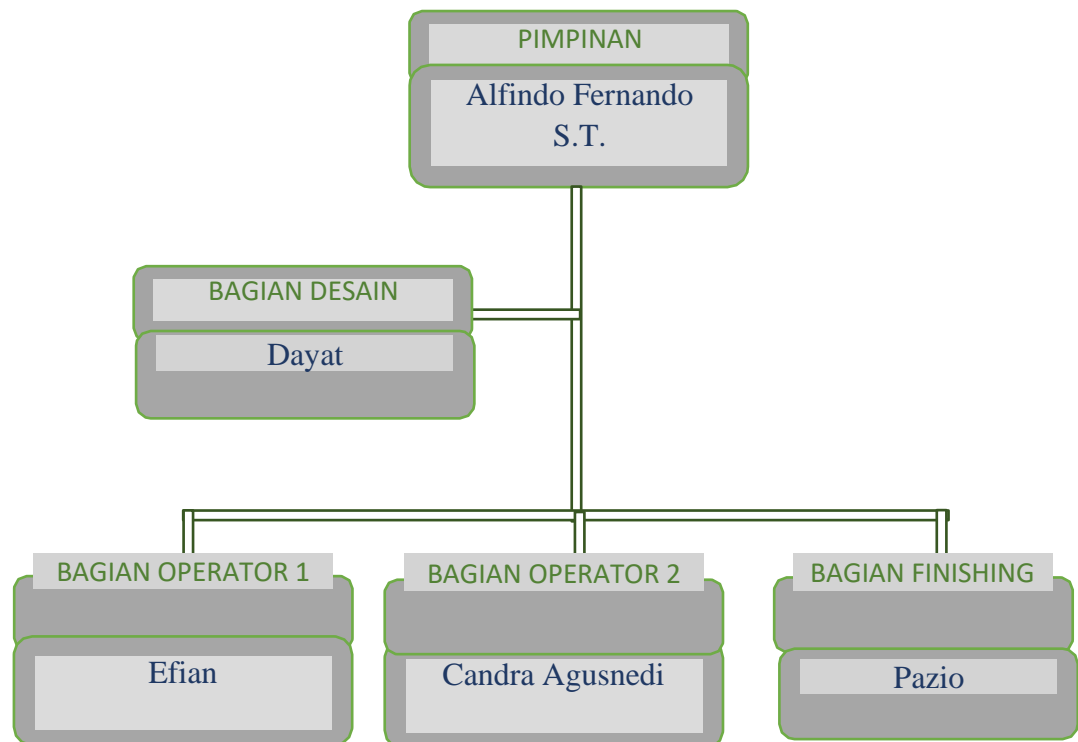 PIMPINAN
Alfindo Fernando
S.T.
BAGIAN DESAIN
Dayat
BAGIAN OPERATOR 1
Efian
BAGIAN OPERATOR 2
Candra Agusnedi
BAGIAN FINISHING
Pazio